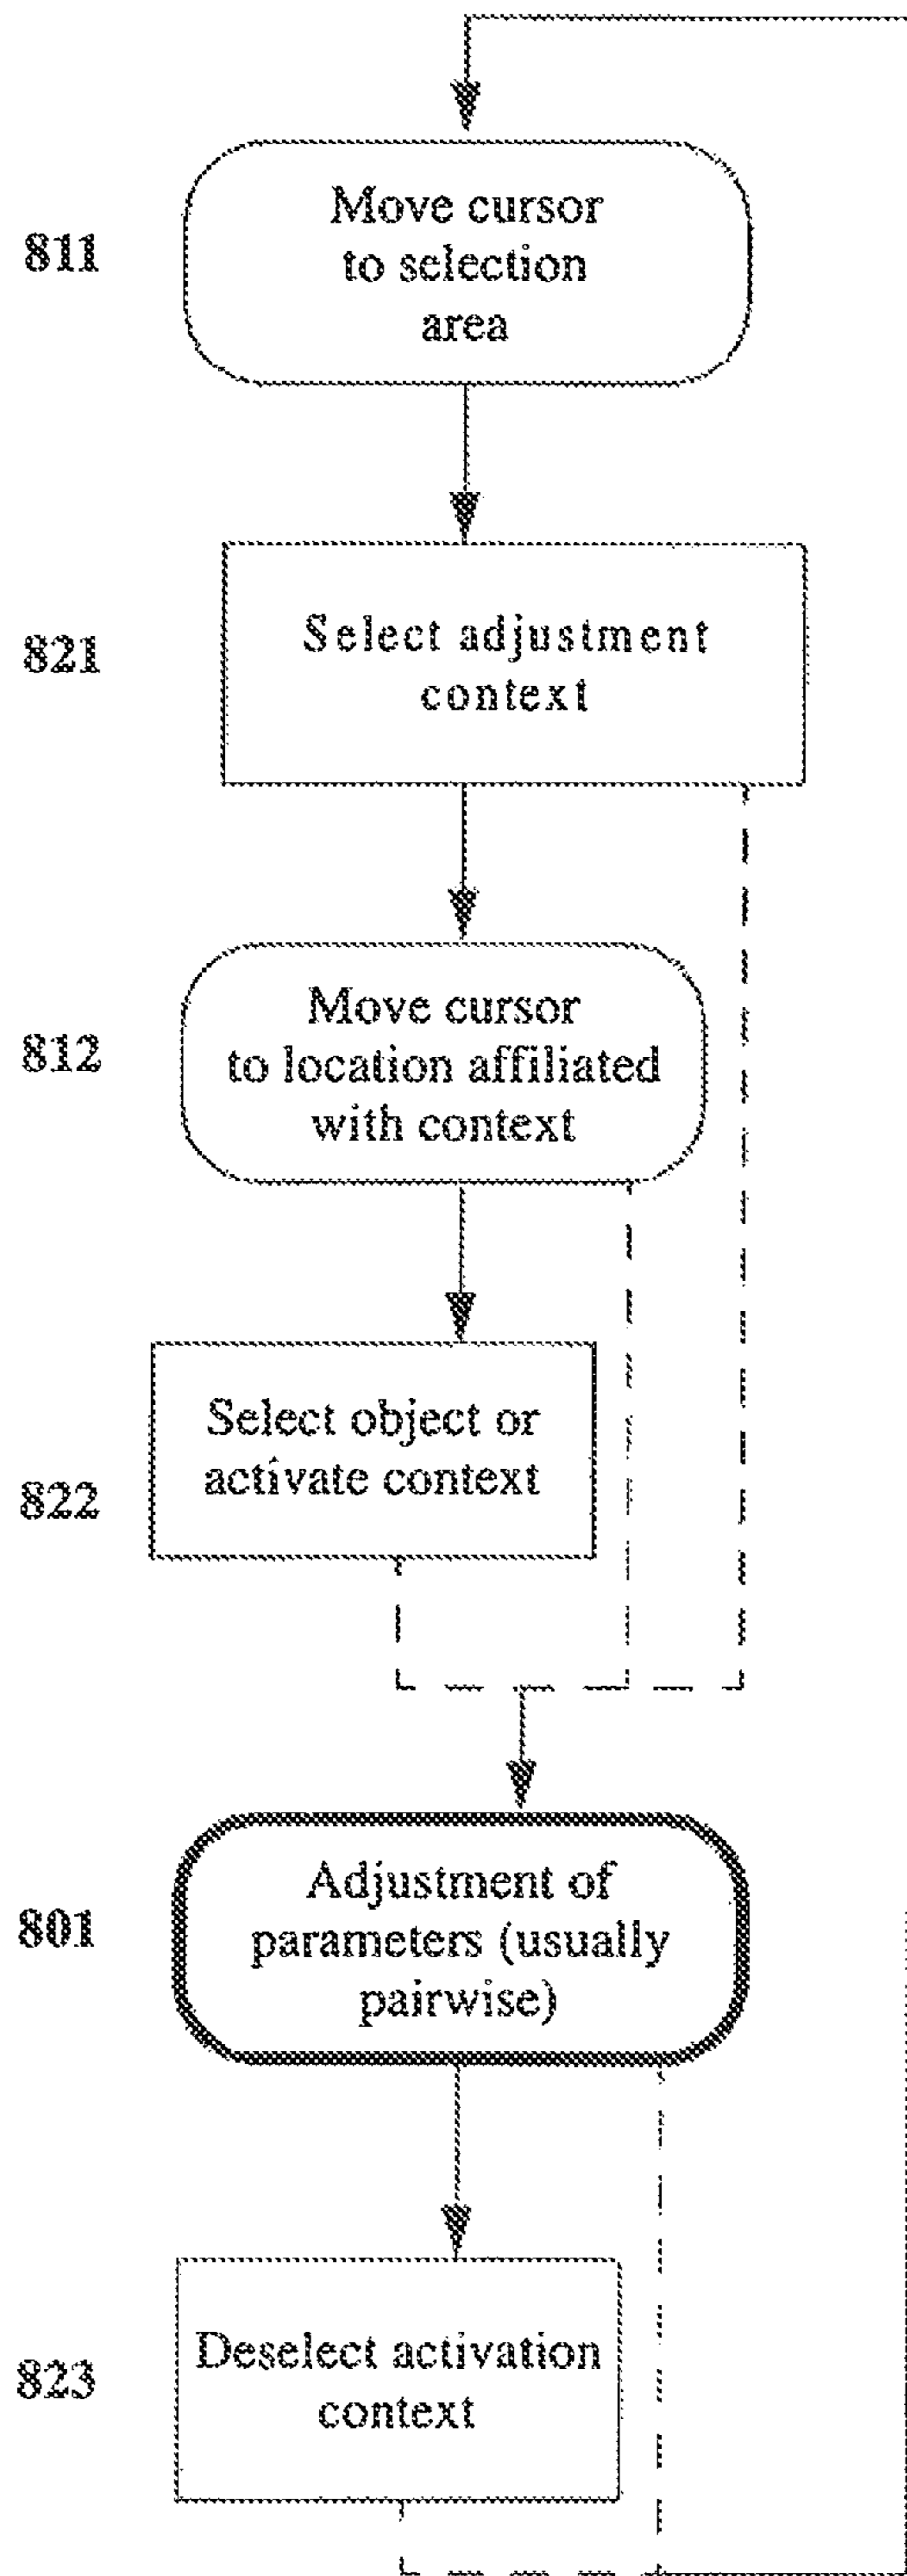 811
Move cursor
to selection
area
821
Select adjustment
context
812
Move cursor
to location affiliated
with context
822
Select object or
activate context
801
Adjustment of
parameters (usually
pairwise)
823
Deselect activation
context